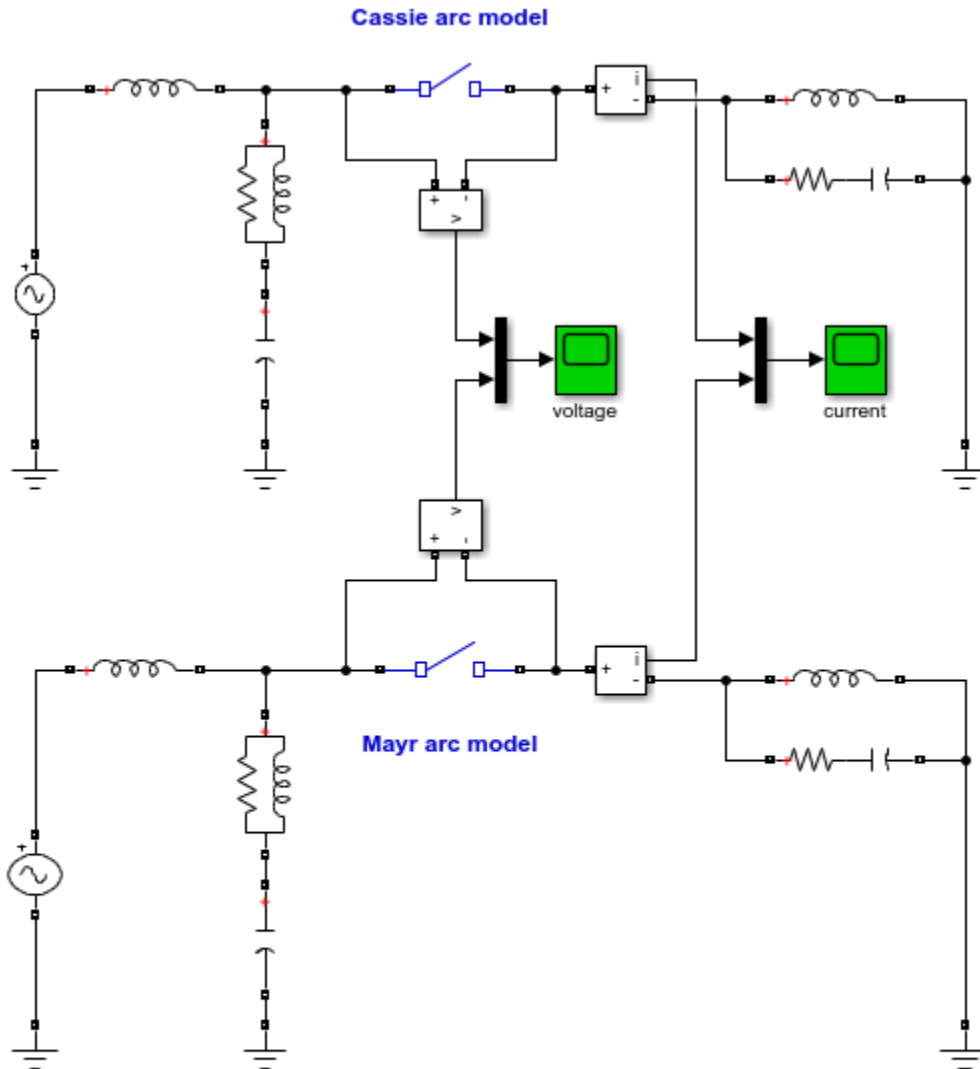 Cassie arc model
+
i
+
-
+
-
v
+
voltage
current
v
+
-
i
+
-
Mayr arc model
+